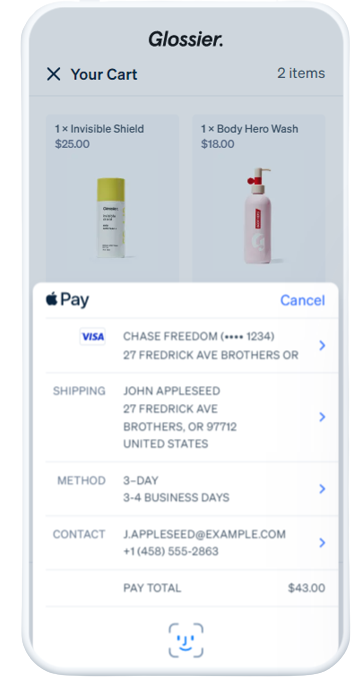 Glossier.
Your Cart
2 items
1 × Invisible Shield
$25.00
1 × Body Hero Wash
$18.00
Glossier.
Pay
Cancel
VISA
CHASE FREEDOM (•••• 1234)
27 FREDRICK AVE BROTHERS OR
SHIPPING
JOHN APPLESEED
27 FREDRICK AVE
BROTHERS, OR 97712
UNITED STATES
METHOD
3–DAY
3-4 BUSINESS DAYS
CONTACT
J.APPLESEED@EXAMPLE.COM
+1 (458) 555-2863
PAY TOTAL
$43.00